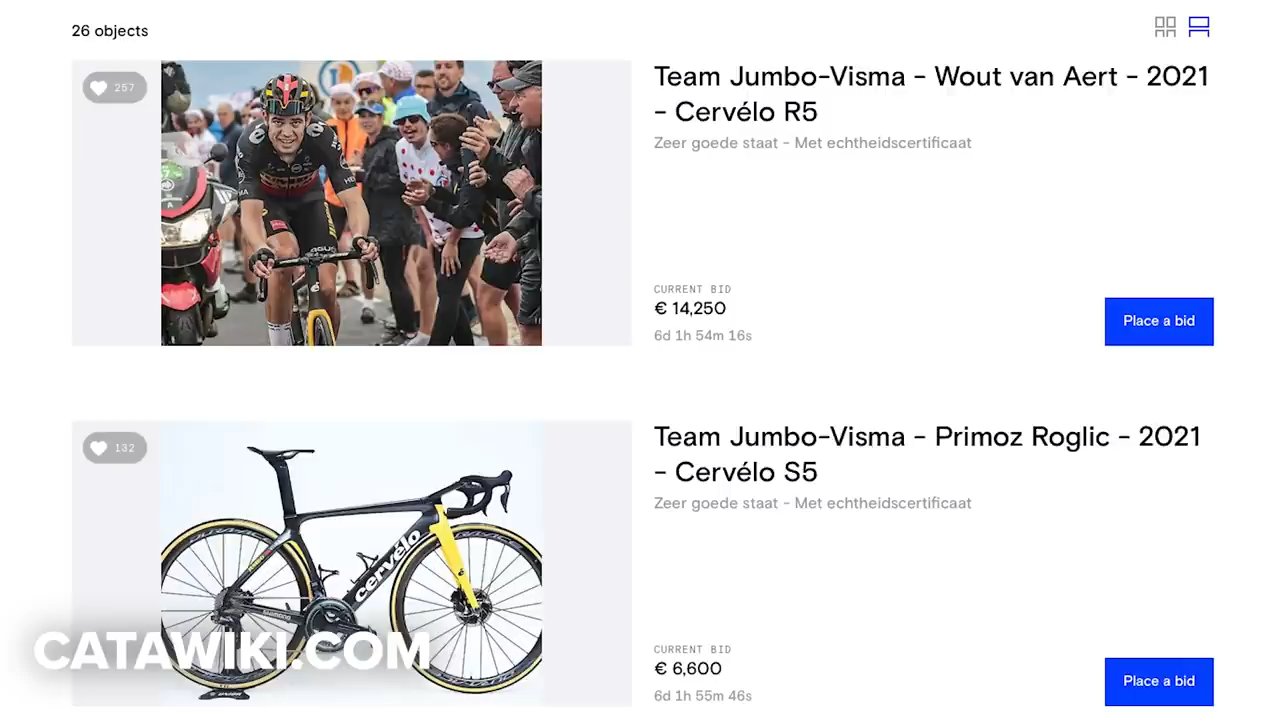 26 objects
257
Team Jumbo-Visma - Wout van Aert - 2021
- Cervélo R5
Zeer goede staat - Met echtheidscertificaat
CURRENT BID
€ 14,250
6d 1h 54m 16s
Place a bid
132
Team Jumbo-Visma - Primoz Roglic - 2021
- Cervélo S5
Zeer goede staat - Met echtheidscertificaat
cervélo
CURRENT BID
€ 6,600
6d 1h 55m 46s
Place a bid
CATAWIKI.COM